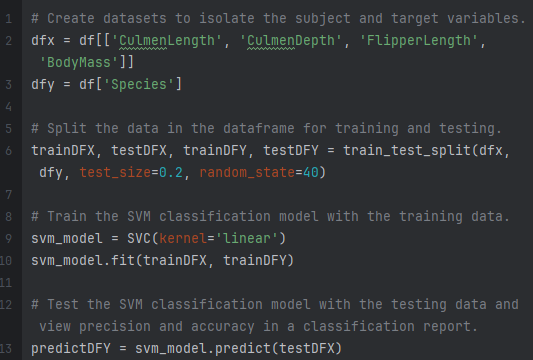 1 # Create datasets to isolate the subject and target variables.
2 dfx = df[['CulmenLength', 'CulmenDepth', 'FlipperLength',
'BodyMass']]
3 dfy = df['Species']
4
5 # Split the data in the dataframe for training and testing.
6 trainDFX, testDFX, trainDFY, testDFY = train_test_split(dfx,
dfy, test_size=0.2, random_state=40)
7
8 # Train the SVM classification model with the training data.
9 svm_model = SVC(kernel='linear')
10 svm_model.fit(trainDFX, trainDFY)
11
12 # Test the SVM classification model with the testing data and
view precision and accuracy in a classification report.
13 predictDFY = svm_model.predict(testDFX)